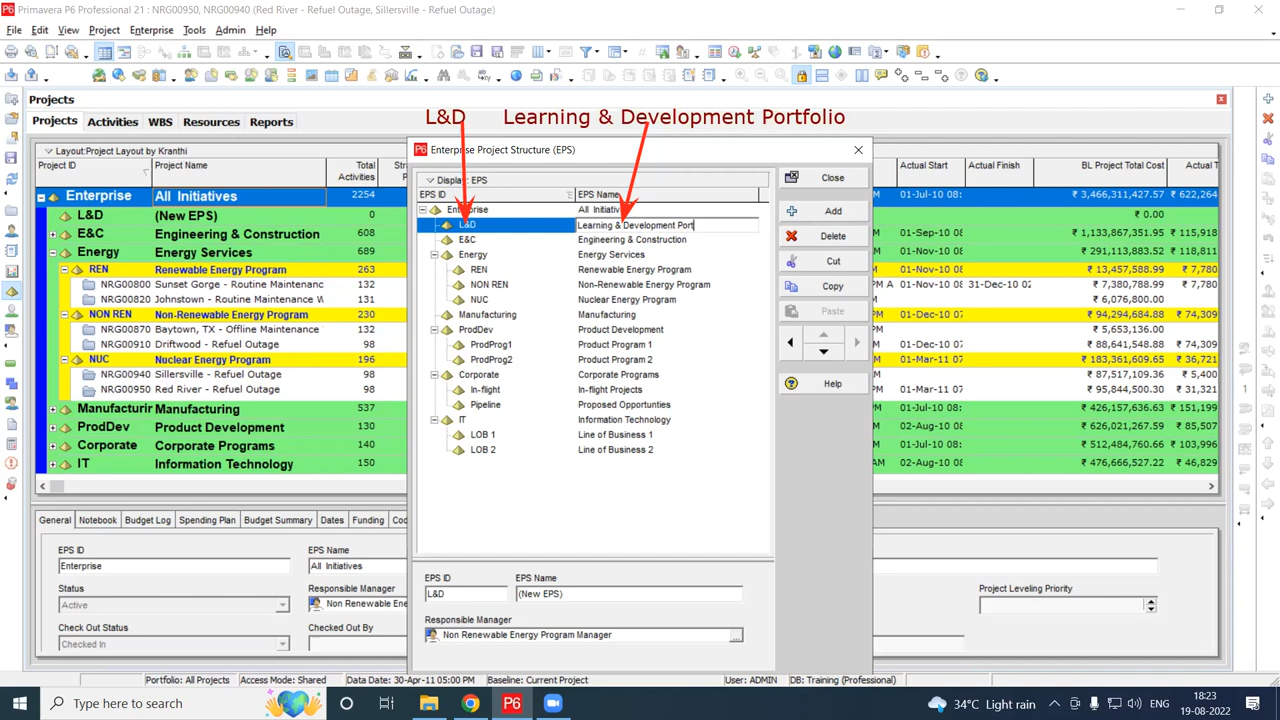 Primavera P6 Professional 21 : NRG00950, NRG00940 (Red River - Refuel Outage, Sillersville - Refuel Outage)
File Edit View Project Enterprise Tools Admin Help
Projects
Projects Activities WBS Resources Reports
L&D Learning & Development Portfolio
Layout:Project Layout by Kranthi
Project ID Project Name Total Activities Actual Start Actual Finish BL Project Total Cost Actual T
Enterprise All Initiatives 2254 01-Jul-10 08: ₹ 3,466,311,427.57 ₹ 622,264
L&D (New EPS) 0 ₹ 0.00 ₹
E&C Engineering & Construction 608 01-Sep-10 08 ₹ 1,133,867,351.95 ₹ 115,918
Energy Energy Services 689 01-Nov-10 08 ₹ 291,113,883.97 ₹ 118,811
REN Renewable Energy Program 263 01-Nov-10 08 ₹ 13,457,588.99 ₹ 7,780
NRG00800 Sunset Gorge - Routine Maintenanc 132 PM A 01-Nov-10 08 31-Dec-10 02 ₹ 7,380,788.99 ₹ 7,780
NRG00820 Johnstown - Routine Maintenance W 131 ₹ 6,076,800.00 ₹
NON REN Non-Renewable Energy Program 230 01-Dec-10 08 ₹ 94,294,684.88 ₹ 74,309
NRG00870 Baytown, TX - Offline Maintenance 132 PM ₹ 5,653,136.00 ₹
NRG00910 Driftwood - Refuel Outage 98 M 01-Dec-10 08 ₹ 88,641,548.88 ₹ 74,309
NUC Nuclear Energy Program 196 01-Mar-11 07 ₹ 183,361,609.65 ₹ 36,721
NRG00940 Sillersville - Refuel Outage 98 M ₹ 87,517,109.36 ₹ 5,400
NRG00950 Red River - Refuel Outage 98 M 01-Mar-11 07 ₹ 95,844,500.30 ₹ 31,321
Manufacturir Manufacturing 537 01-Jul-10 08: ₹ 426,157,636.63 ₹ 151,199
ProdDev Product Development 130 02-Aug-10 08 ₹ 626,021,267.59 ₹ 85,507
Corporate Corporate Programs 140 01-Jul-10 08: ₹ 512,484,760.66 ₹ 103,996
IT Information Technology 150 AM 02-Aug-10 08 ₹ 476,666,527.22 ₹ 46,829
P6 Enterprise Project Structure (EPS)
Display: EPS
EPS ID EPS Name
Enterprise All Initiativ
L&D Learning & Development Port
E&C Engineering & Construction
Energy Energy Services
REN Renewable Energy Program
NON REN Non-Renewable Energy Program
NUC Nuclear Energy Program
Manufacturing Manufacturing
ProdDev Product Development
ProdProg1 Product Program 1
ProdProg2 Product Program 2
Corporate Corporate Programs
In-flight In-flight Projects
Pipeline Proposed Opportunities
IT Information Technology
LOB 1 Line of Business 1
LOB 2 Line of Business 2
Close
Add
Delete
Cut
Copy
Paste
Help
EPS ID EPS Name
L&D (New EPS)
Responsible Manager
Non Renewable Energy Program Manager ...
General Notebook Budget Log Spending Plan Budget Summary Dates Funding Cod
EPS ID EPS Name
Enterprise All Initiatives
Status Responsible Manager Project Leveling Priority
Active Non Renewable Ene
Check Out Status Checked Out By
Checked In
Portfolio: All Projects Access Mode: Shared Data Date: 30-Apr-11 05:00 PM Baseline: Current Project User: ADMIN DB: Training (Professional)
Type here to search P6 34°C Light rain ENG 18:23
19-08-2022